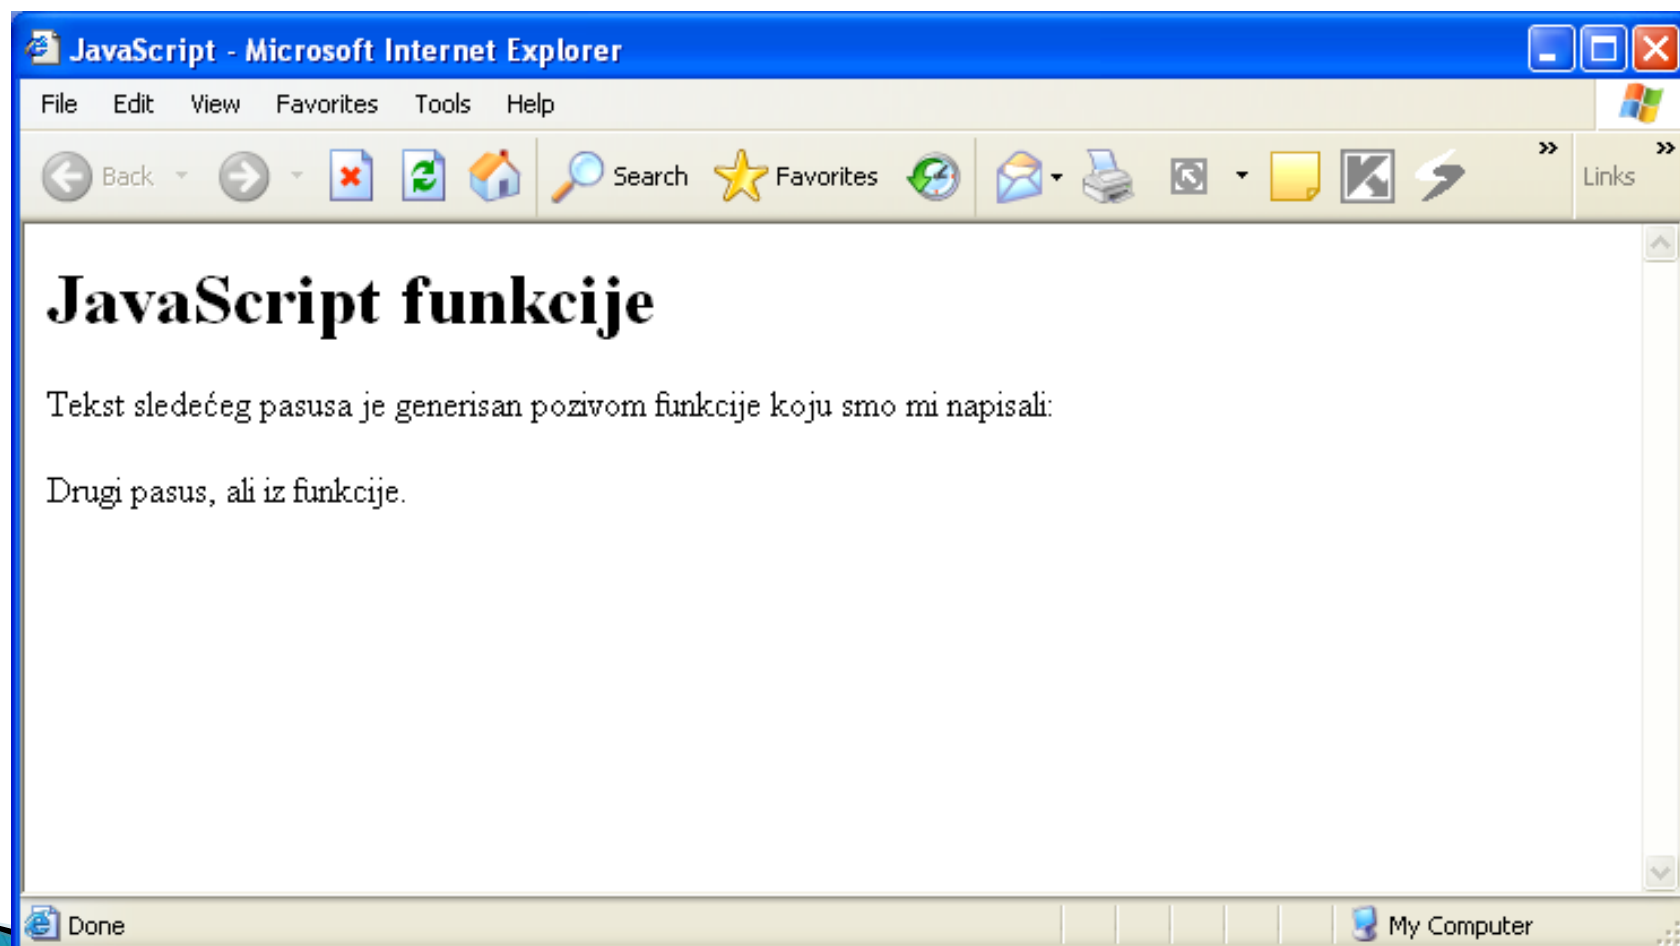 JavaScript - Microsoft Internet Explorer
File Edit View Favorites Tools Help
Back Search Favorites » Links »
JavaScript funkcije
Tekst sledećeg pasusa je generisan pozivom funkcije koju smo mi napisali:
Drugi pasus, ali iz funkcije.
Done My Computer